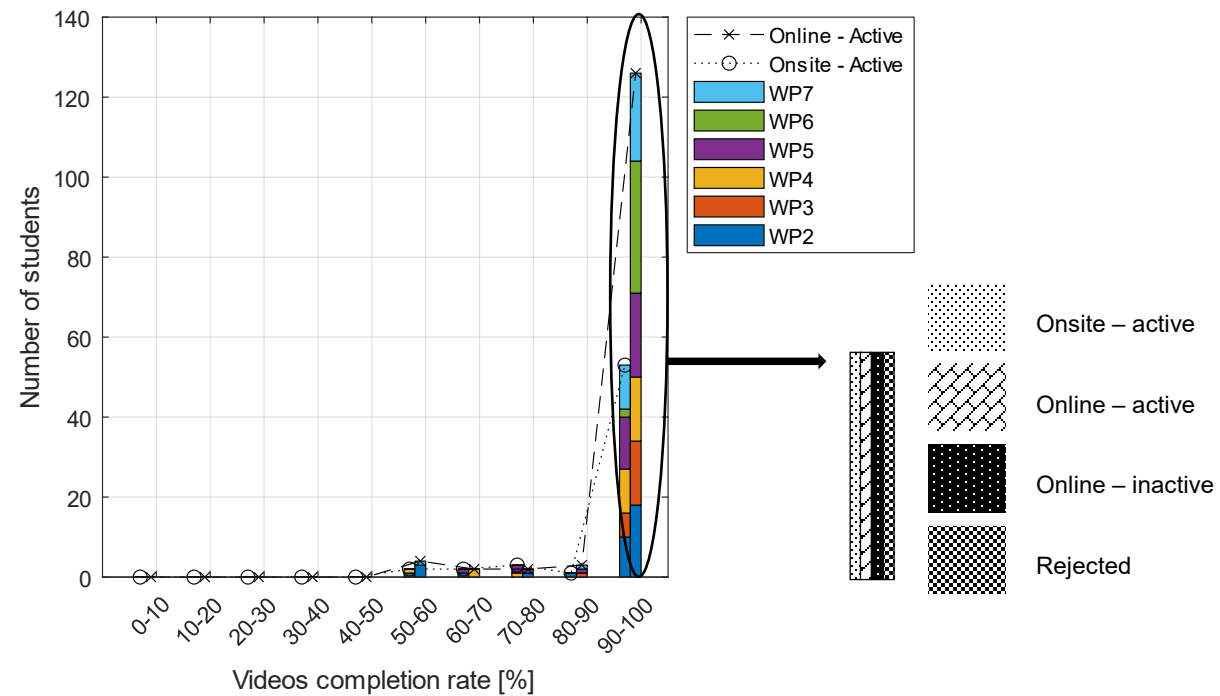 140
120
100
80
60
40
20
0
Number of students
0-10
10-20
20-30
30-40
40-50
50-60
60-70
70-80
80-90
90-100
Videos completion rate [%]
Online - Active
Onsite - Active
WP7
WP6
WP5
WP4
WP3
WP2
Onsite – active
Online – active
Online – inactive
Rejected